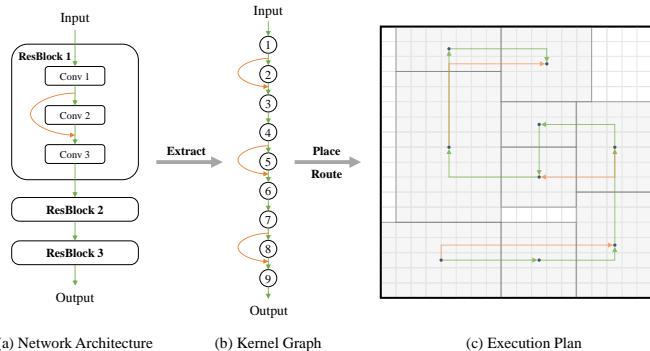 Input
ResBlock 1
Conv 1
Conv 2
Conv 3
ResBlock 2
ResBlock 3
Output
Extract
Input
1
2
3
4
5
6
7
8
9
Output
Place
Route
(a) Network Architecture
(b) Kernel Graph
(c) Execution Plan